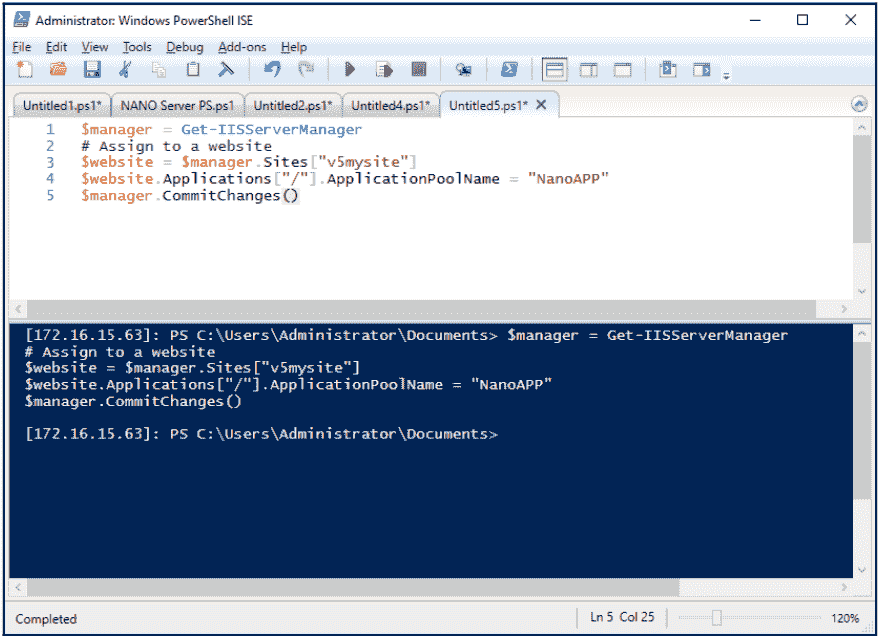 Administrator: Windows PowerShell ISE
File Edit View Tools Debug Add-ons Help
Untitled1.ps1* NANO Server PS.ps1 Untitled2.ps1* Untitled4.ps1* Untitled5.ps1* X
1 $manager = Get-IISServerManager
2 # Assign to a website
3 $website = $manager.Sites["v5mysite"]
4 $website.Applications["/"].ApplicationPoolName = "NanoAPP"
5 $manager.CommitChanges()
[172.16.15.63]: PS C:\Users\Administrator\Documents> $manager = Get-IISServerManager
# Assign to a website
$website = $manager.Sites["v5mysite"]
$website.Applications["/"].ApplicationPoolName = "NanoAPP"
$manager.CommitChanges()
[172.16.15.63]: PS C:\Users\Administrator\Documents>
Completed Ln 5 Col 25 120%